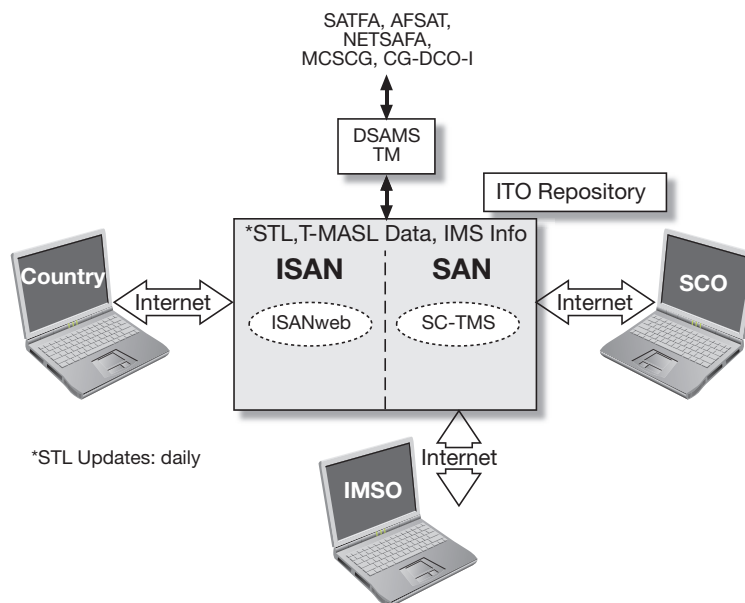 SATFA, AFSAT,
NETSAFA,
MCSCG, CG-DCO-I
DSAMS
TM
ITO Repository
*STL,T-MASL Data, IMS Info
ISAN
SAN
Country
Internet
ISANweb
SC-TMS
Internet
SCO
*STL Updates: daily
Internet
IMSO